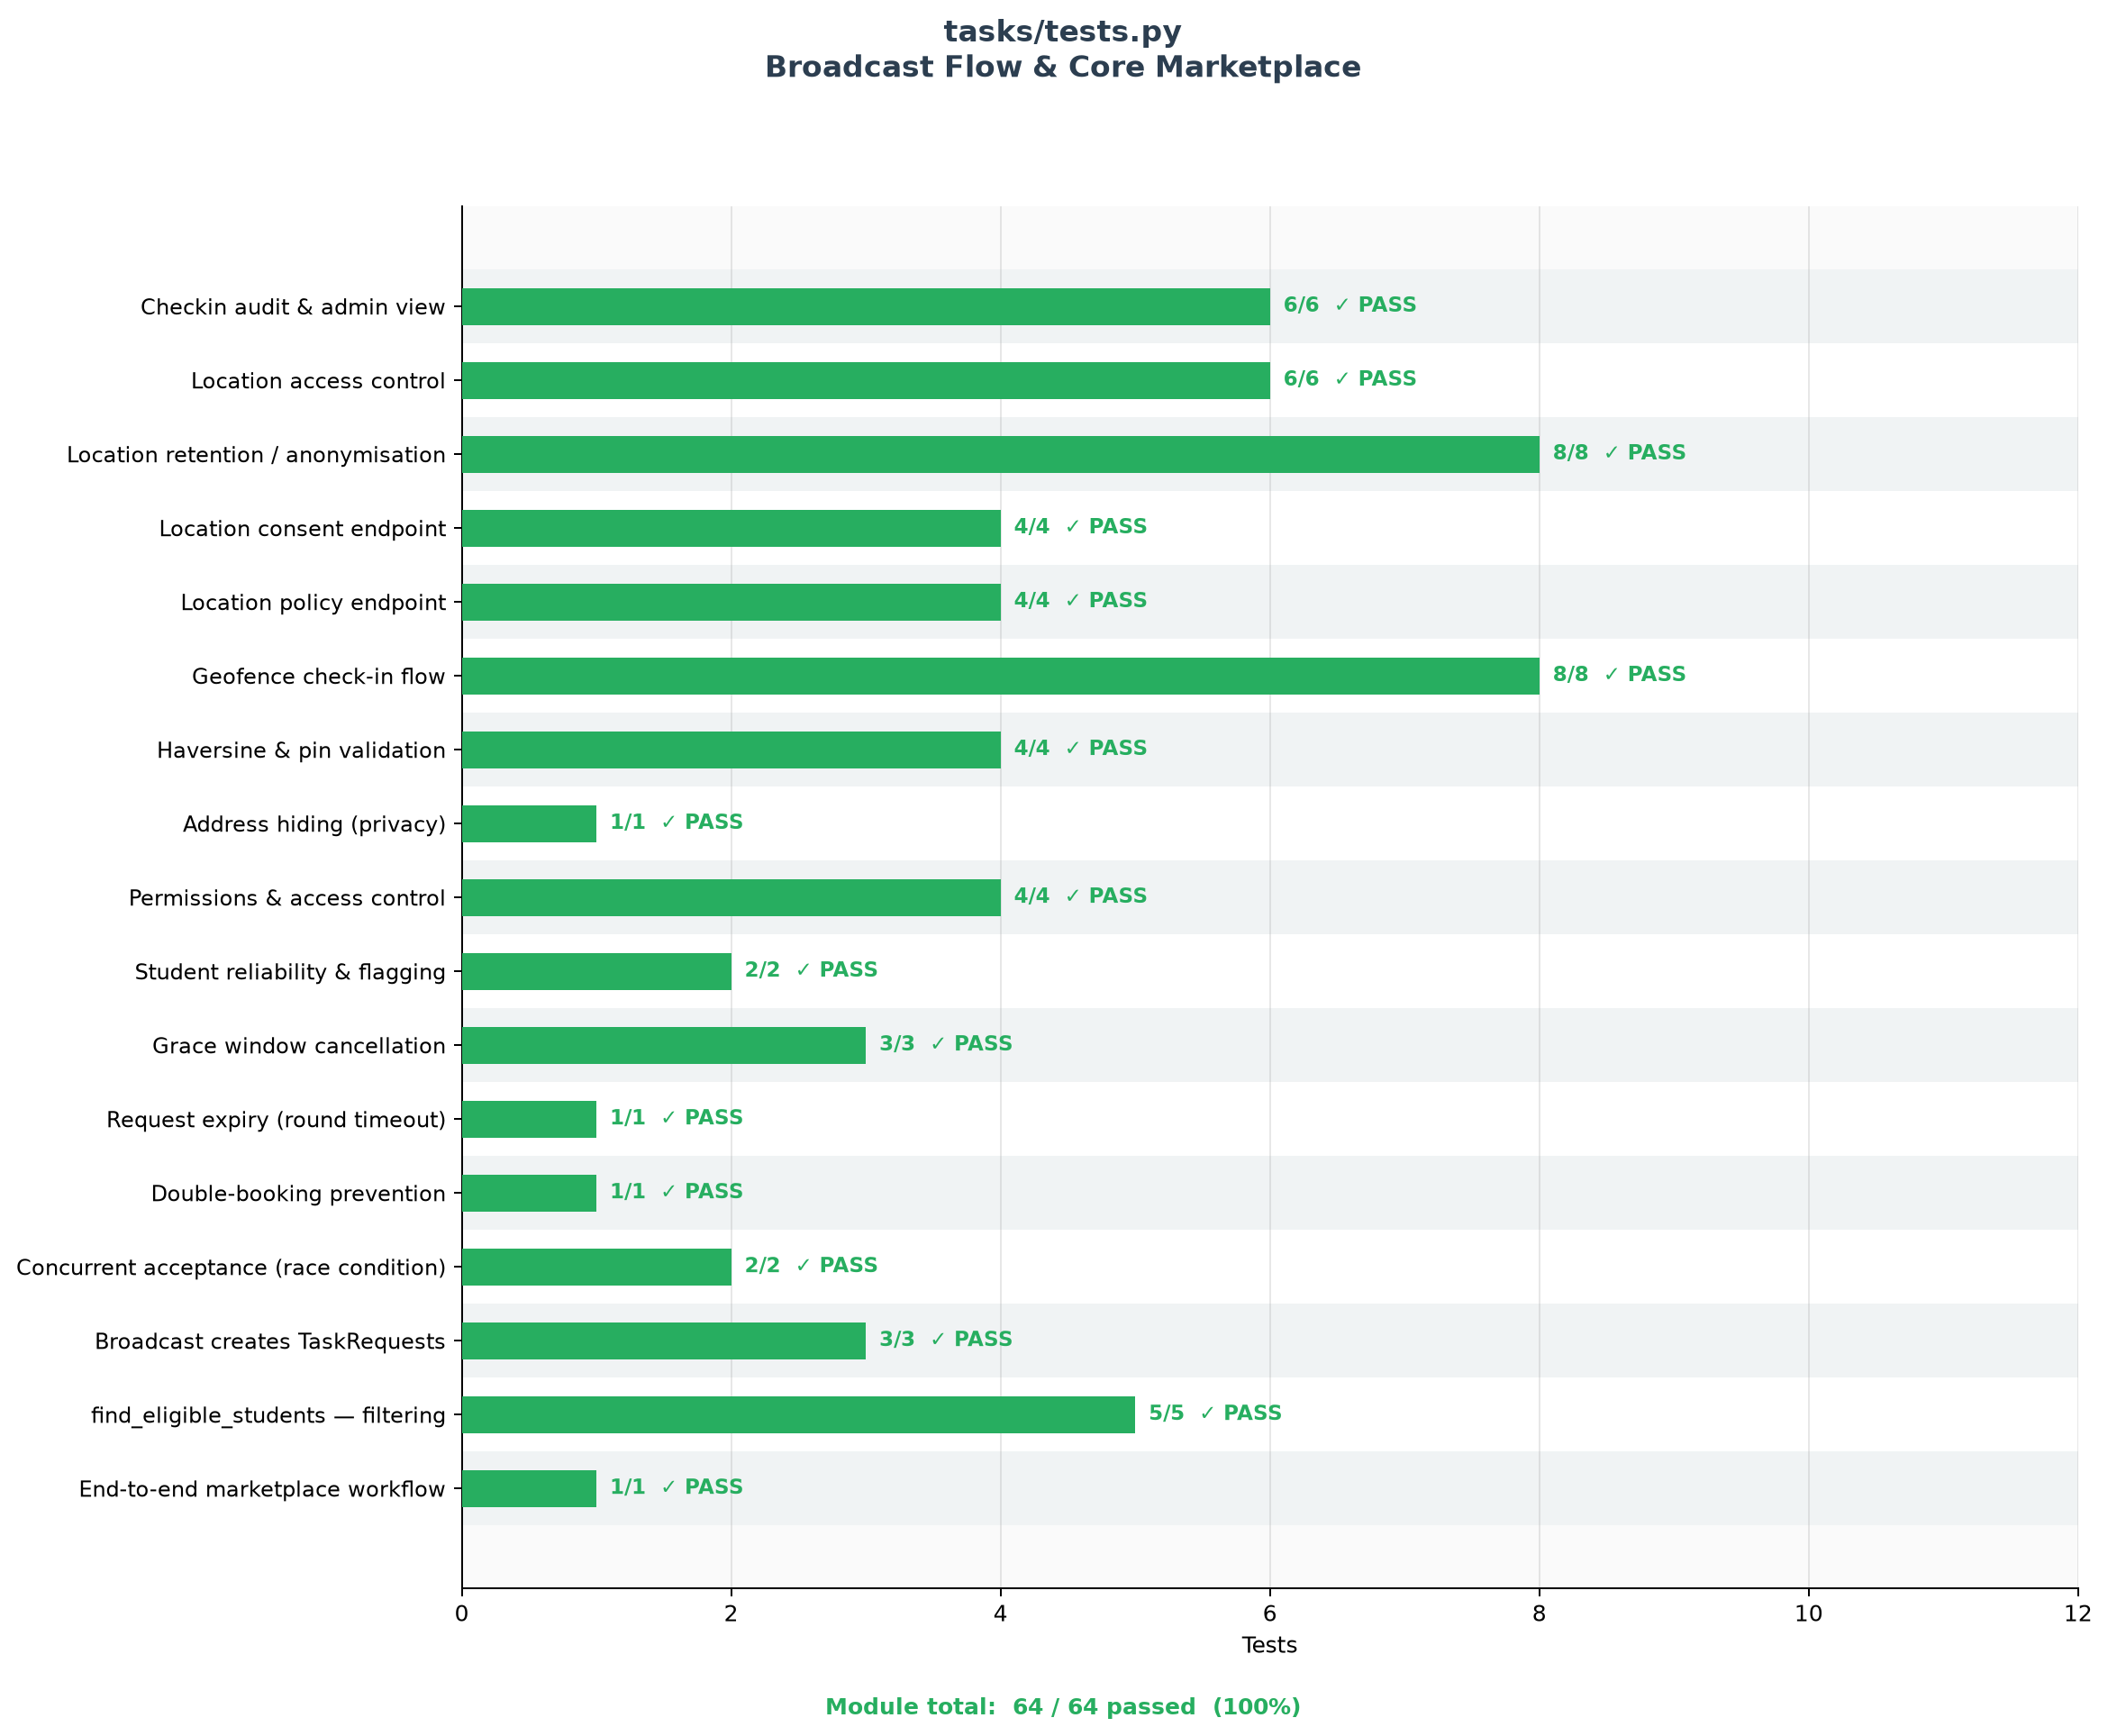 tasks/tests.py
Broadcast Flow & Core Marketplace
Checkin audit & admin view 6/6 ✓ PASS
Location access control 6/6 ✓ PASS
Location retention / anonymisation 8/8 ✓ PASS
Location consent endpoint 4/4 ✓ PASS
Location policy endpoint 4/4 ✓ PASS
Geofence check-in flow 8/8 ✓ PASS
Haversine & pin validation 4/4 ✓ PASS
Address hiding (privacy) 1/1 ✓ PASS
Permissions & access control 4/4 ✓ PASS
Student reliability & flagging 2/2 ✓ PASS
Grace window cancellation 3/3 ✓ PASS
Request expiry (round timeout) 1/1 ✓ PASS
Double-booking prevention 1/1 ✓ PASS
Concurrent acceptance (race condition) 2/2 ✓ PASS
Broadcast creates TaskRequests 3/3 ✓ PASS
find_eligible_students — filtering 5/5 ✓ PASS
End-to-end marketplace workflow 1/1 ✓ PASS
0 2 4 6 8 10 12
Tests
Module total: 64 / 64 passed (100%)